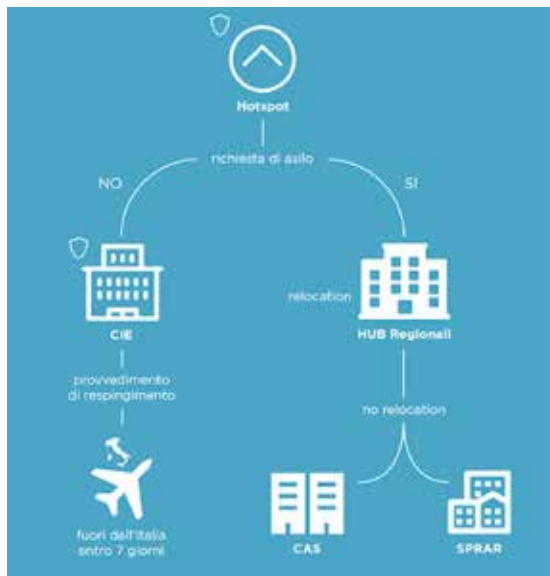 Hotspot
richiesta di asilo
NO
SI
relocation
HUB Regionali
CIE
provvedimento
di respingimento
no relocation
fuori dall'Italia
entro 7 giorni
CAS
SPRAR